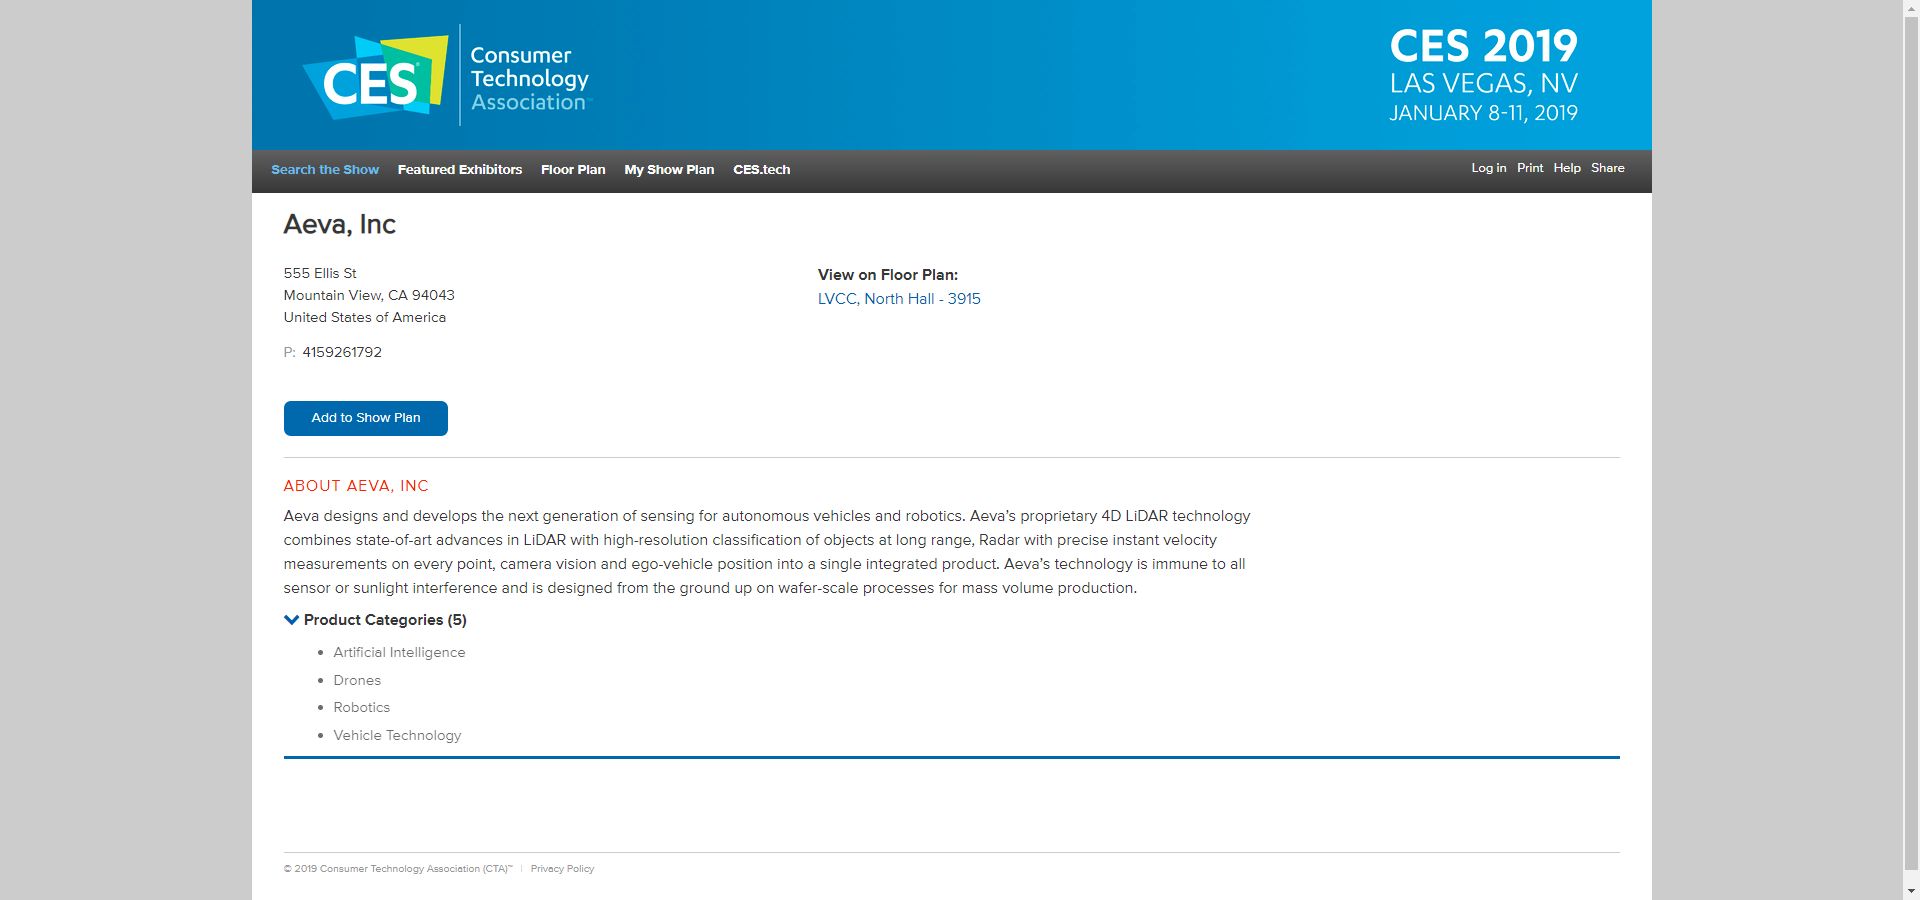 CES
Consumer
Technology
Association™
CES 2019
LAS VEGAS, NV
JANUARY 8-11, 2019
Search the Show Featured Exhibitors Floor Plan My Show Plan CES.tech
Log in Print Help Share
Aeva, Inc
555 Ellis St
Mountain View, CA 94043
United States of America
P: 4159261792
View on Floor Plan:
LVCC, North Hall - 3915
Add to Show Plan
ABOUT AEVA, INC
Aeva designs and develops the next generation of sensing for autonomous vehicles and robotics. Aeva’s proprietary 4D LiDAR technology
combines state-of-art advances in LiDAR with high-resolution classification of objects at long range, Radar with precise instant velocity
measurements on every point, camera vision and ego-vehicle position into a single integrated product. Aeva’s technology is immune to all
sensor or sunlight interference and is designed from the ground up on wafer-scale processes for mass volume production.
Product Categories (5)
• Artificial Intelligence
• Drones
• Robotics
• Vehicle Technology
© 2019 Consumer Technology Association (CTA)™ | Privacy Policy